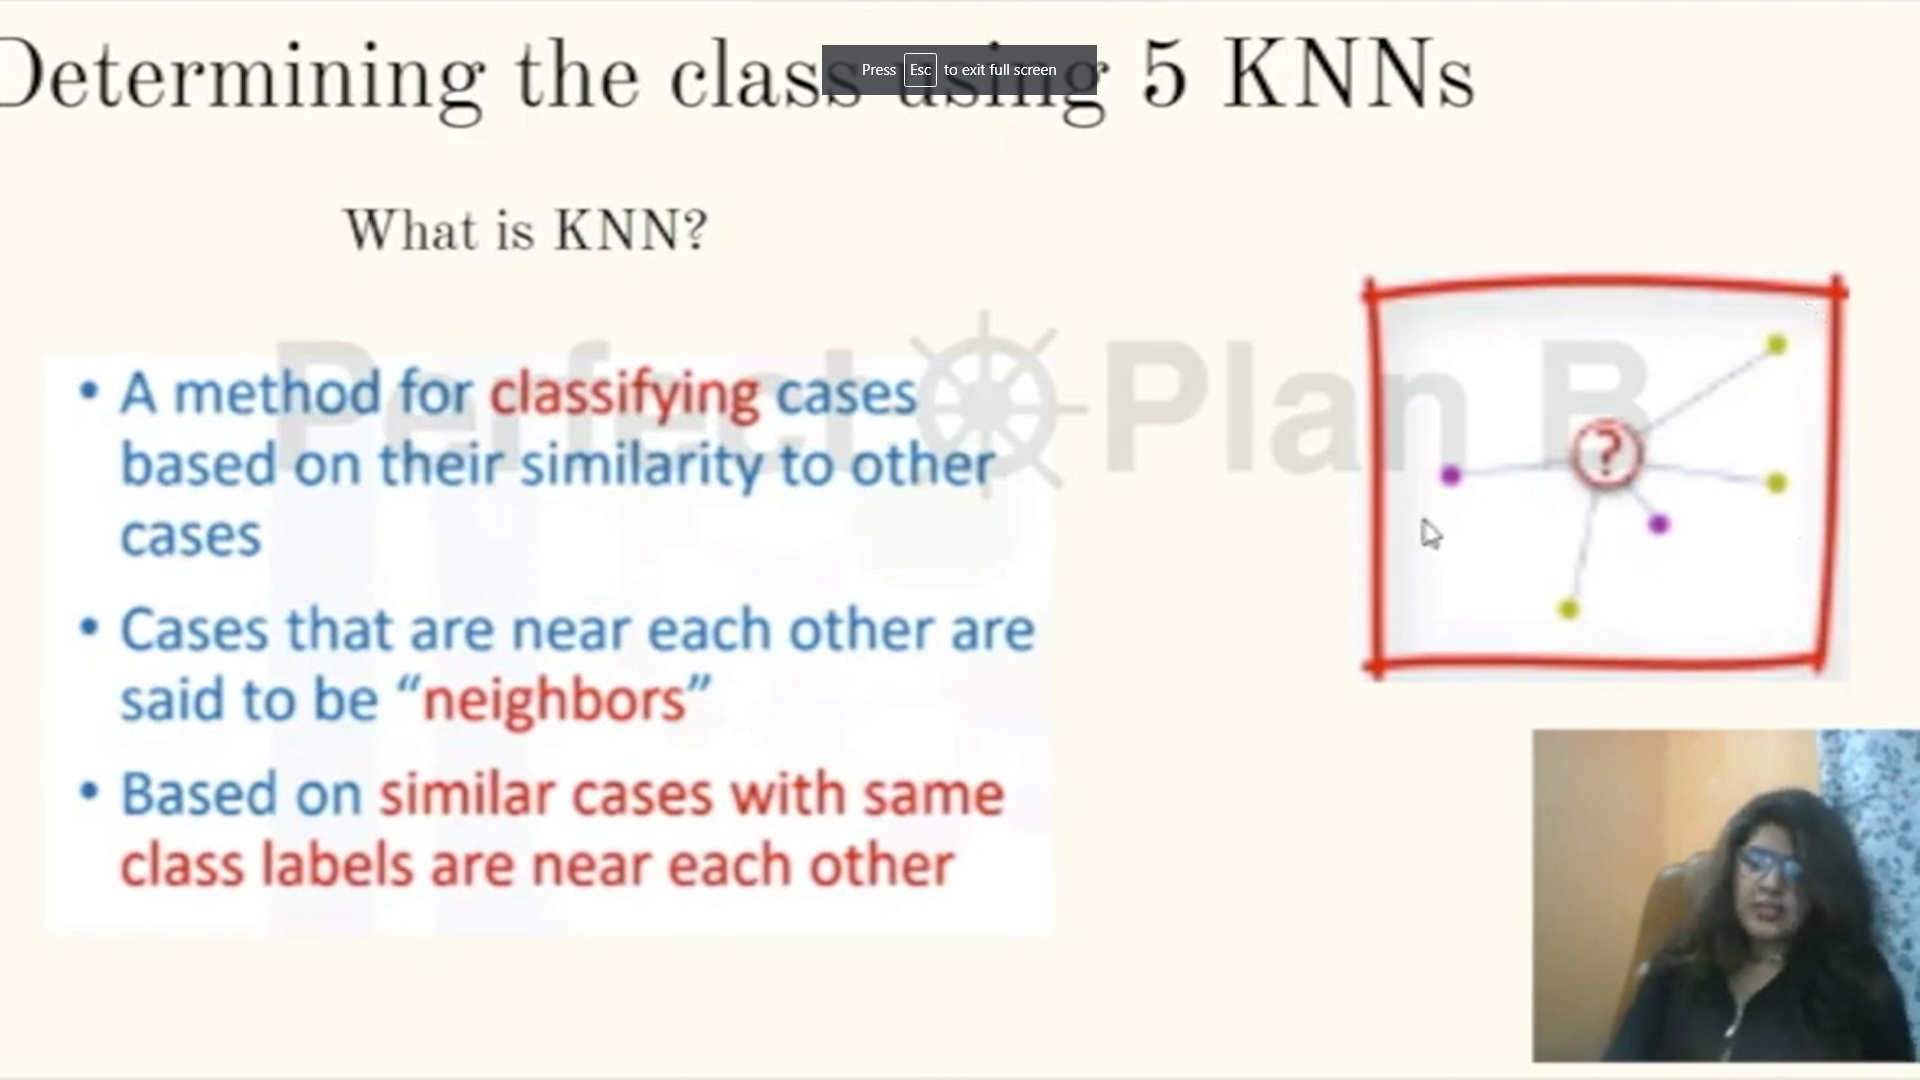 Determining the class using 5 KNNs
Press Esc to exit full screen
What is KNN?
Perfect Plan B
• A method for classifying cases
based on their similarity to other
cases
?
• Cases that are near each other are
said to be “neighbors”
• Based on similar cases with same
class labels are near each other